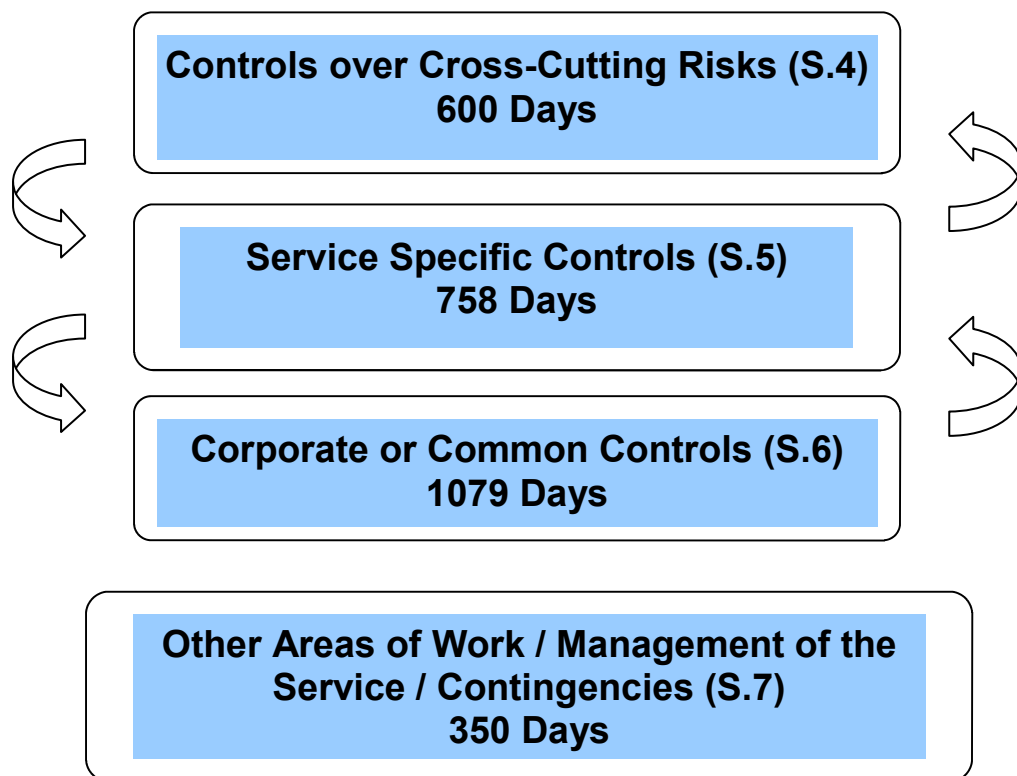 Controls over Cross-Cutting Risks (S.4)
600 Days
Service Specific Controls (S.5)
758 Days
Corporate or Common Controls (S.6)
1079 Days
Other Areas of Work / Management of the
Service / Contingencies (S.7)
350 Days